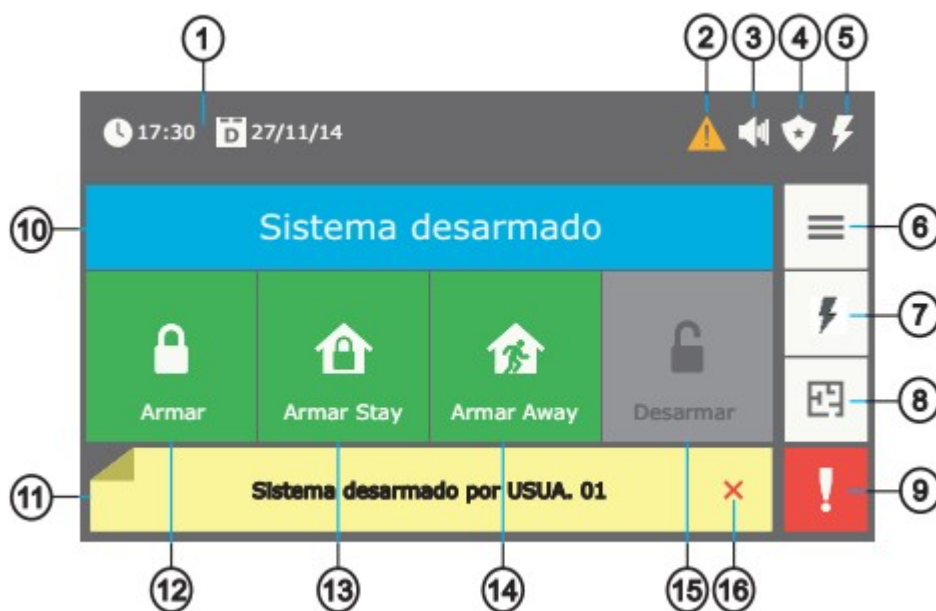 1
2
3
4
5
17:30
D
27/11/14
10
Sistema desarmado
6
7
Armar
Armar Stay
Armar Away
Desarmar
8
11
Sistema desarmado por USUA. 01
9
12
13
14
15
16